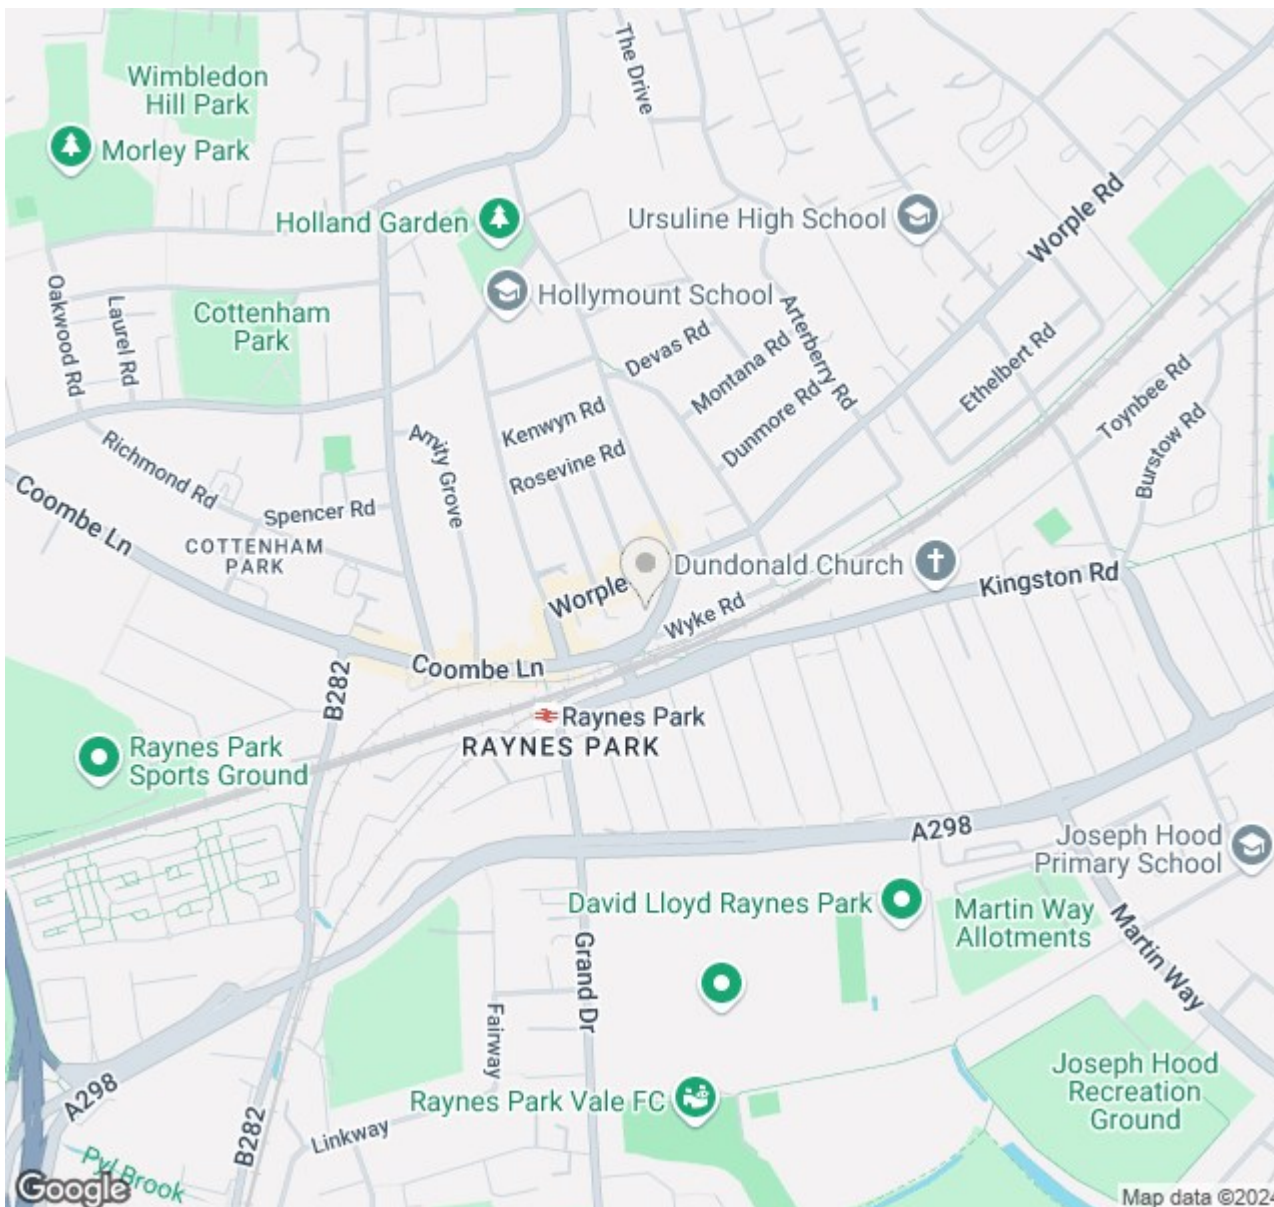 The Drive
Wimbledon
Hill Park
Morley Park
Holland Garden
Ursuline High School
Worple Rd
Hollymount School
Oakwood Rd
Laurel Rd
Cottenham
Park
Devas Rd
Montana Rd
Arterberry Rd
Dunmore Rd
Ethelbert Rd
Toynbee Rd
Burstow Rd
Kenwyn Rd
Rosevine Rd
Amity Grove
Richmond Rd
Spencer Rd
Coombe Ln
COTTENHAM
PARK
Worple
Dundonald Church
Kingston Rd
Wyke Rd
Coombe Ln
B282
Raynes Park
RAYNES PARK
Raynes Park
Sports Ground
A298
Joseph Hood
Primary School
David Lloyd Raynes Park
Martin Way
Allotments
Martin Way
Grand Dr
Fairway
Joseph Hood
Recreation
Ground
Raynes Park Vale FC
A298
B282
Linkway
Pyl Brook
Google
Map data ©2024